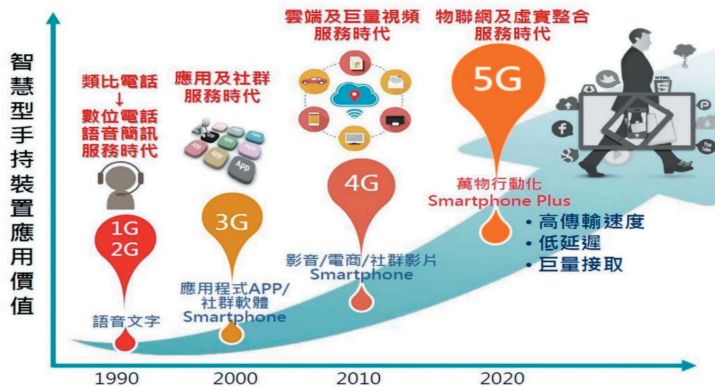 智慧型手持裝置應用價值
類比電話
↓
數位電話
語音簡訊
服務時代
1G
2G
語音文字
應用及社群
服務時代
App
3G
應用程式APP/
社群軟體
Smartphone
雲端及巨量視頻
服務時代
4G
影音/電商/社群影片
Smartphone
物聯網及虛實整合
服務時代
5G
萬物行動化
Smartphone Plus
• 高傳輸速度
• 低延遲
• 巨量接取
1990
2000
2010
2020